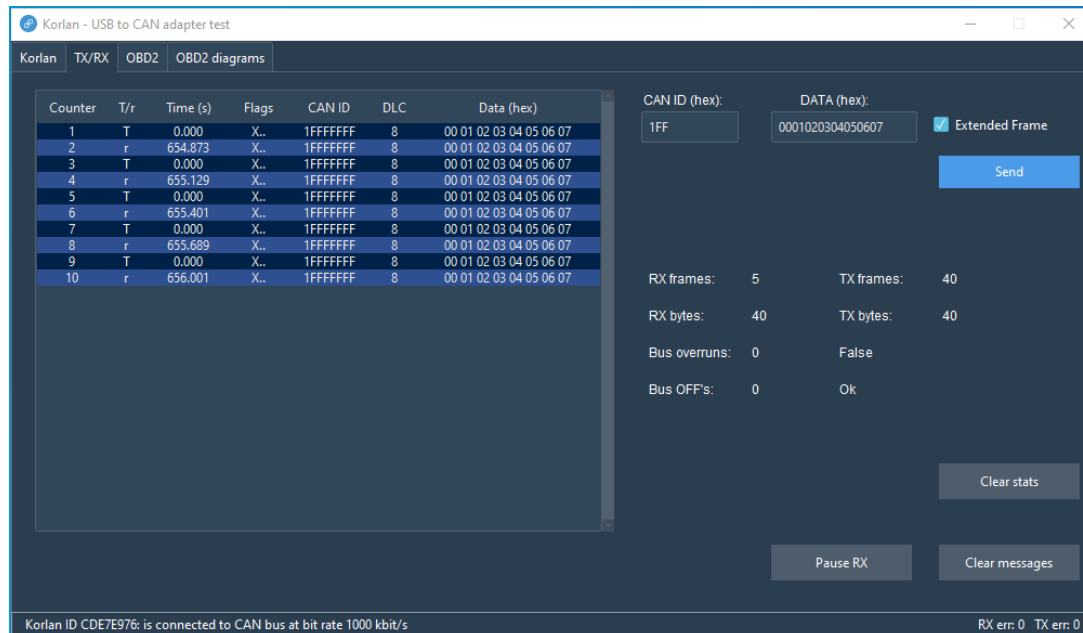 Korlan - USB to CAN adapter test
Korlan TX/RX OBD2 OBD2 diagrams
Counter T/r Time (s) Flags CAN ID DLC Data (hex)
1 T 0.000 X.. 1FFFFFFF 8 00 01 02 03 04 05 06 07
2 r 654.873 X.. 1FFFFFFF 8 00 01 02 03 04 05 06 07
3 T 0.000 X.. 1FFFFFFF 8 00 01 02 03 04 05 06 07
4 r 655.129 X.. 1FFFFFFF 8 00 01 02 03 04 05 06 07
5 T 0.000 X.. 1FFFFFFF 8 00 01 02 03 04 05 06 07
6 r 655.401 X.. 1FFFFFFF 8 00 01 02 03 04 05 06 07
7 T 0.000 X.. 1FFFFFFF 8 00 01 02 03 04 05 06 07
8 r 655.689 X.. 1FFFFFFF 8 00 01 02 03 04 05 06 07
9 T 0.000 X.. 1FFFFFFF 8 00 01 02 03 04 05 06 07
10 r 656.001 X.. 1FFFFFFF 8 00 01 02 03 04 05 06 07
CAN ID (hex): DATA (hex):
1FF 0001020304050607 Extended Frame
Send
RX frames: 5 TX frames: 40
RX bytes: 40 TX bytes: 40
Bus overruns: 0 False
Bus OFF's: 0 Ok
Clear stats
Pause RX Clear messages
Korlan ID CDE7E976: is connected to CAN bus at bit rate 1000 kbit/s RX err: 0 TX err: 0